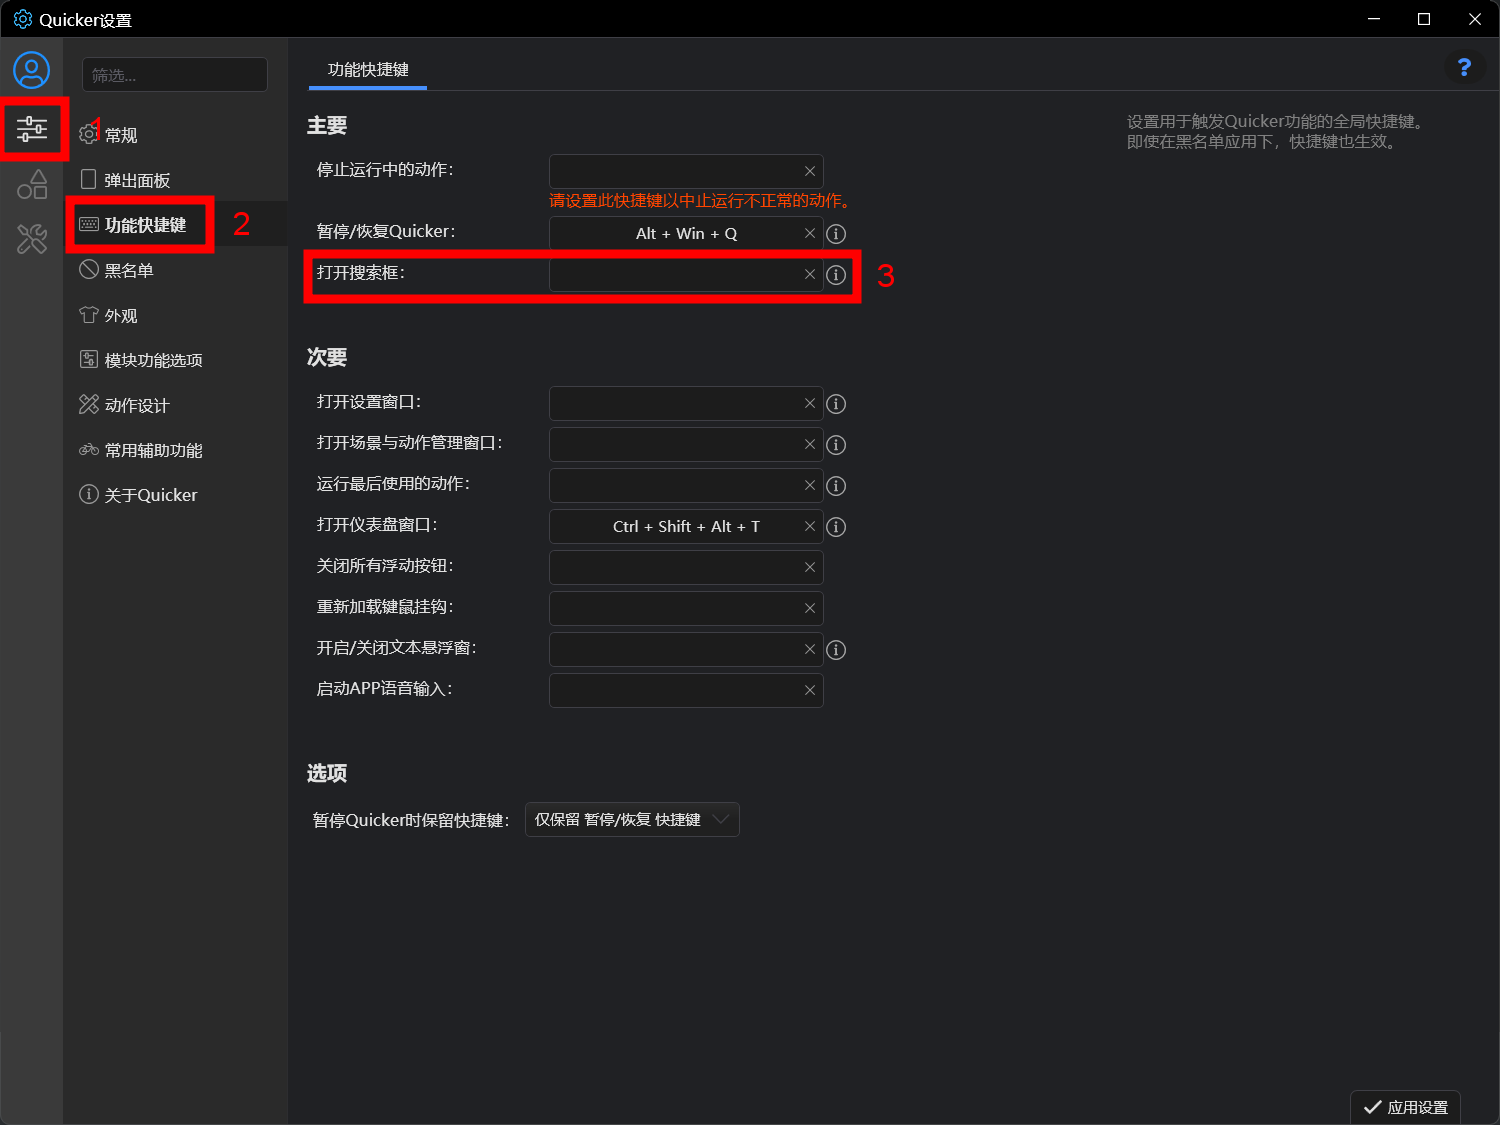 Quicker设置
筛选...
1
常规
弹出面板
功能快捷键
2
黑名单
外观
模块功能选项
动作设计
常用辅助功能
关于Quicker
功能快捷键
?
设置用于触发Quicker功能的全局快捷键。
即使在黑名单应用下，快捷键也生效。
主要
停止运行中的动作：
请设置此快捷键以中止运行不正常的动作。
暂停/恢复Quicker： Alt + Win + Q
打开搜索框：
3
次要
打开设置窗口：
打开场景与动作管理窗口：
运行最后使用的动作：
打开仪表盘窗口： Ctrl + Shift + Alt + T
关闭所有浮动按钮：
重新加载键鼠挂钩：
开启/关闭文本悬浮窗：
启动APP语音输入：
选项
暂停Quicker时保留快捷键： 仅保留 暂停/恢复 快捷键
应用设置